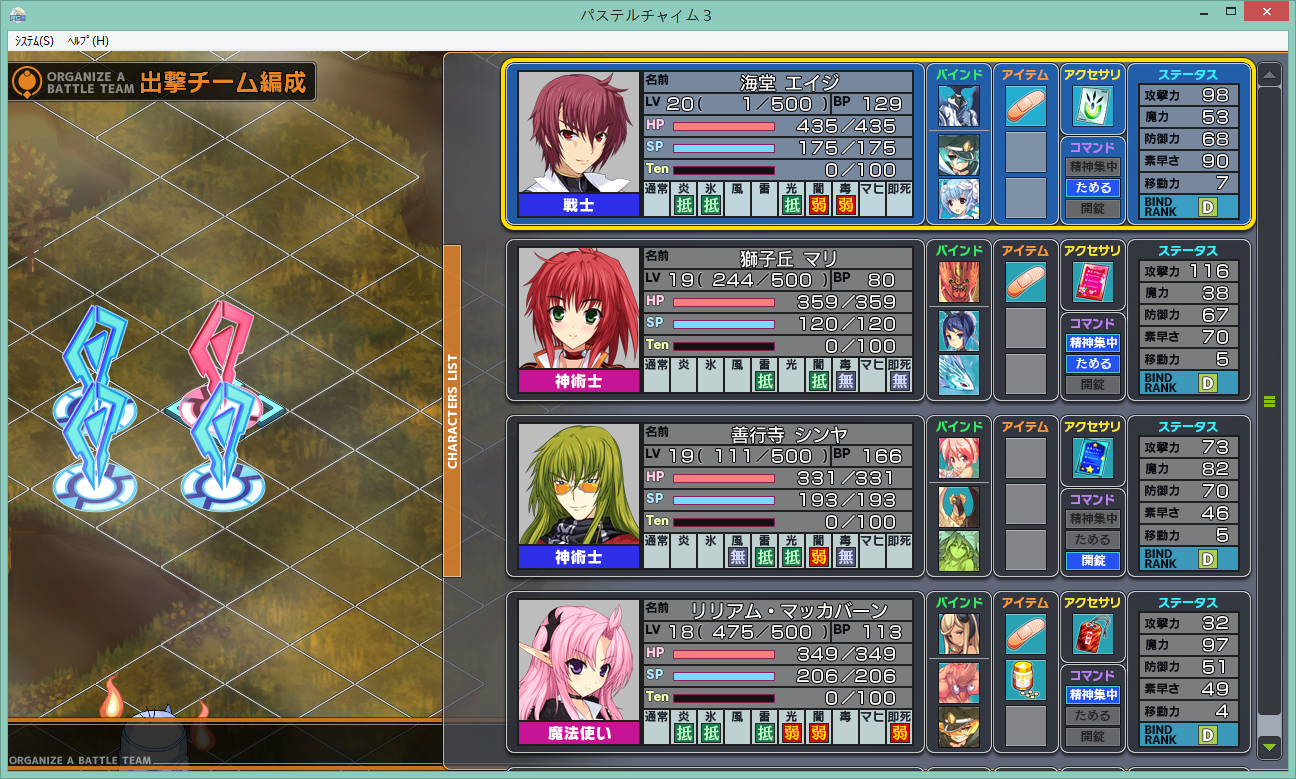 パステルチャイム3
ｼｽﾃﾑ(S) ﾍﾙﾌﾟ(H)
ORGANIZE A
BATTLE TEAM 出撃チーム編成
CHARACTERS LIST
名前 海堂 エイジ
LV 20( 1/500 ) BP 129
HP 435/435
SP 175/175
Ten 0/100
通常 炎 氷 風 雷 光 闇 毒 マヒ 即死
抵 抵 抵 弱 弱
戦士
バインド アイテム アクセサリ
コマンド
精神集中
ためる
開錠
ステータス
攻撃力 98
魔力 53
防御力 68
素早さ 90
移動力 7
BIND
RANK D
名前 獅子丘 マリ
LV 19( 244/500 ) BP 80
HP 359/359
SP 120/120
Ten 0/100
通常 炎 氷 風 雷 光 闇 毒 マヒ 即死
抵 抵 無 無
神術士
バインド アイテム アクセサリ
コマンド
精神集中
ためる
開錠
ステータス
攻撃力 116
魔力 38
防御力 67
素早さ 70
移動力 5
BIND
RANK D
名前 善行寺 シンヤ
LV 19( 111/500 ) BP 166
HP 331/331
SP 193/193
Ten 0/100
通常 炎 氷 風 雷 光 闇 毒 マヒ 即死
無 抵 抵 弱 無
神術士
バインド アイテム アクセサリ
コマンド
精神集中
ためる
開錠
ステータス
攻撃力 73
魔力 82
防御力 70
素早さ 46
移動力 5
BIND
RANK D
名前 リリアム・マッカバーン
LV 18( 475/500 ) BP 113
HP 349/349
SP 206/206
Ten 0/100
通常 炎 氷 風 雷 光 闇 毒 マヒ 即死
抵 抵 抵 弱 弱 弱
魔法使い
バインド アイテム アクセサリ
コマンド
精神集中
ためる
開錠
ステータス
攻撃力 32
魔力 97
防御力 51
素早さ 49
移動力 4
BIND
RANK D
ORGANIZE A BATTLE TEAM